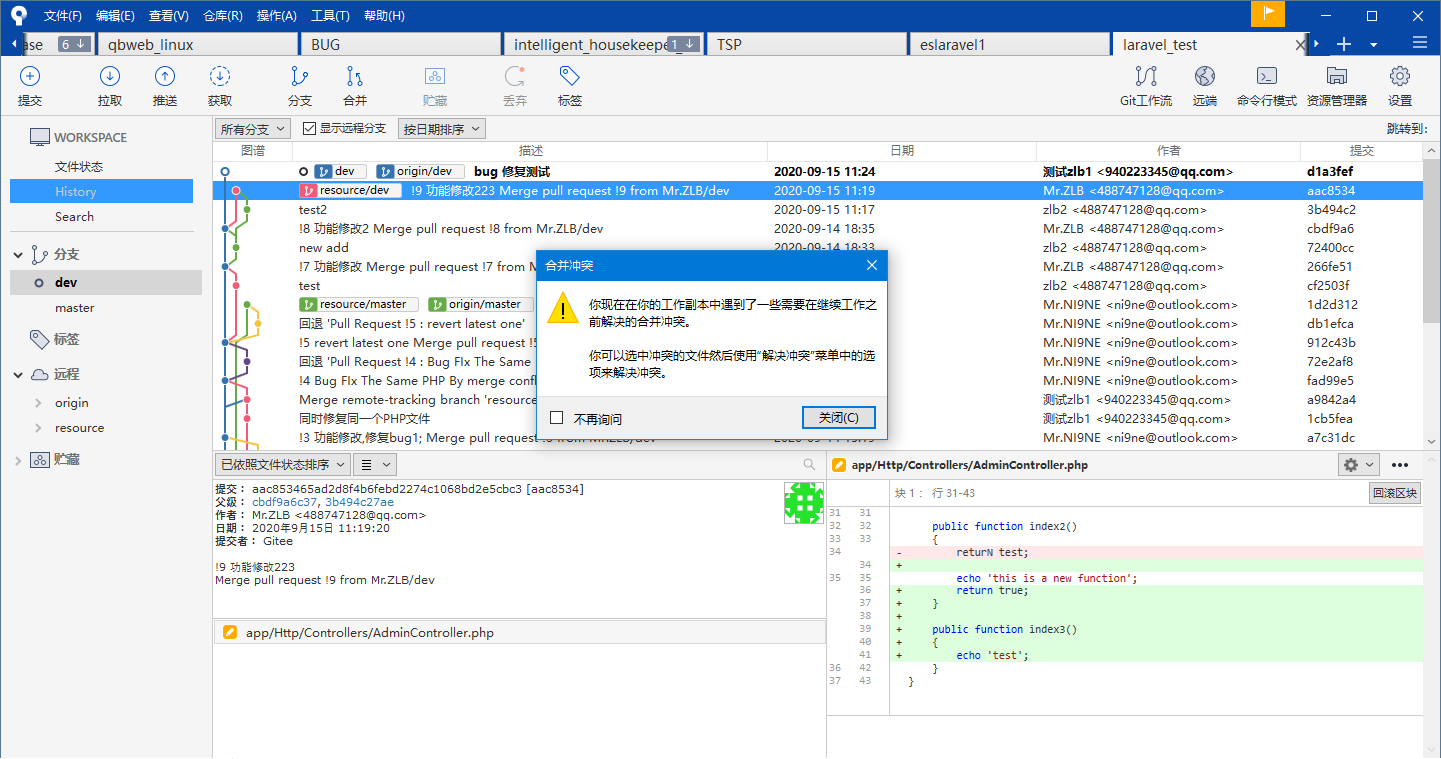 文件(F) 编辑(E) 查看(V) 仓库(R) 操作(A) 工具(T) 帮助(H)
ase 6 qbweb_linux BUG intelligent_housekeepe 1 TSP eslaravel1 laravel_test
提交 拉取 推送 获取 分支 合并 贮藏 丢弃 标签 Git工作流 远端 命令行模式 资源管理器 设置
WORKSPACE
文件状态
History
Search
分支
dev
master
标签
远程
origin
resource
贮藏
所有分支 显示远程分支 按日期排序 跳转到:
图谱 描述 日期 作者 提交
dev origin/dev bug 修复测试 2020-09-15 11:24 测试zlb1 <940223345@qq.com> d1a3fef
resource/dev !9 功能修改223 Merge pull request !9 from Mr.ZLB/dev 2020-09-15 11:19 Mr.ZLB <488747128@qq.com> aac8534
test2 2020-09-15 11:17 zlb2 <488747128@qq.com> 3b494c2
!8 功能修改2 Merge pull request !8 from Mr.ZLB/dev 2020-09-14 18:35 Mr.ZLB <488747128@qq.com> cbdf9a6
new add 2020-09-14 18:33 zlb2 <488747128@qq.com> 72400cc
!7 功能修改 Merge pull request !7 from M Mr.ZLB <488747128@qq.com> 266fe51
test zlb2 <488747128@qq.com> cf2503f
resource/master origin/master Mr.NI9NE <ni9ne@outlook.com> 1d2d312
回退 'Pull Request !5 : revert latest one' Mr.NI9NE <ni9ne@outlook.com> db1efca
!5 revert latest one Merge pull request Mr.NI9NE <ni9ne@outlook.com> 912c43b
回退 'Pull Request !4 : Bug FIx The Same Mr.NI9NE <ni9ne@outlook.com> 72e2af8
!4 Bug FIx The Same PHP By merge confl Mr.NI9NE <ni9ne@outlook.com> fad99e5
Merge remote-tracking branch 'resource 测试zlb1 <940223345@qq.com> a9842a4
同时修复同一个PHP文件 测试zlb1 <940223345@qq.com> 1cb5fea
!3 功能修改,修复bug1; Merge pull request Mr.NI9NE <ni9ne@outlook.com> a7c31dc
合并冲突
你现在在你的工作副本中遇到了一些需要在继续工作之
前解决的合并冲突。
你可以选中冲突的文件然后使用“解决冲突”菜单中的选
项来解决冲突。
不再询问 关闭(C)
已依照文件状态排序
提交: aac853465ad2d8f4b6febd2274c1068bd2e5cbc3 [aac8534]
父级: cbdf9a6c37, 3b494c27ae
作者: Mr.ZLB <488747128@qq.com>
日期: 2020年9月15日 11:19:20
提交者: Gitee
!9 功能修改223
Merge pull request !9 from Mr.ZLB/dev
app/Http/Controllers/AdminController.php
app/Http/Controllers/AdminController.php
块 1: 行 31-43 回滚区块
31 31
32 32 public function index2()
33 33 {
34 - returN test;
34 +
35 35 echo 'this is a new function';
36 + return true;
37 + }
38 +
39 + public function index3()
40 + {
41 + echo 'test';
36 42 }
37 43 }